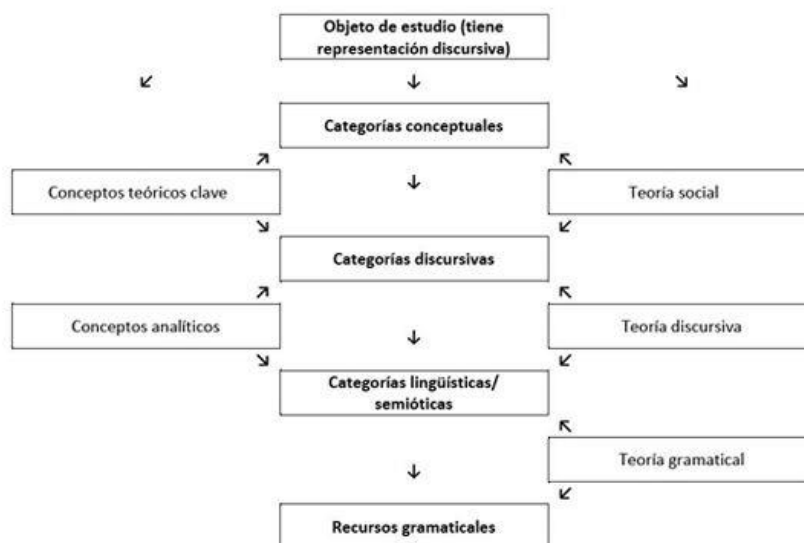 Objeto de estudio (tiene
representación discursiva)
Categorías conceptuales
Conceptos teóricos clave
Teoría social
Categorías discursivas
Conceptos analíticos
Teoría discursiva
Categorías lingüísticas/
semióticas
Teoría gramatical
Recursos gramaticales